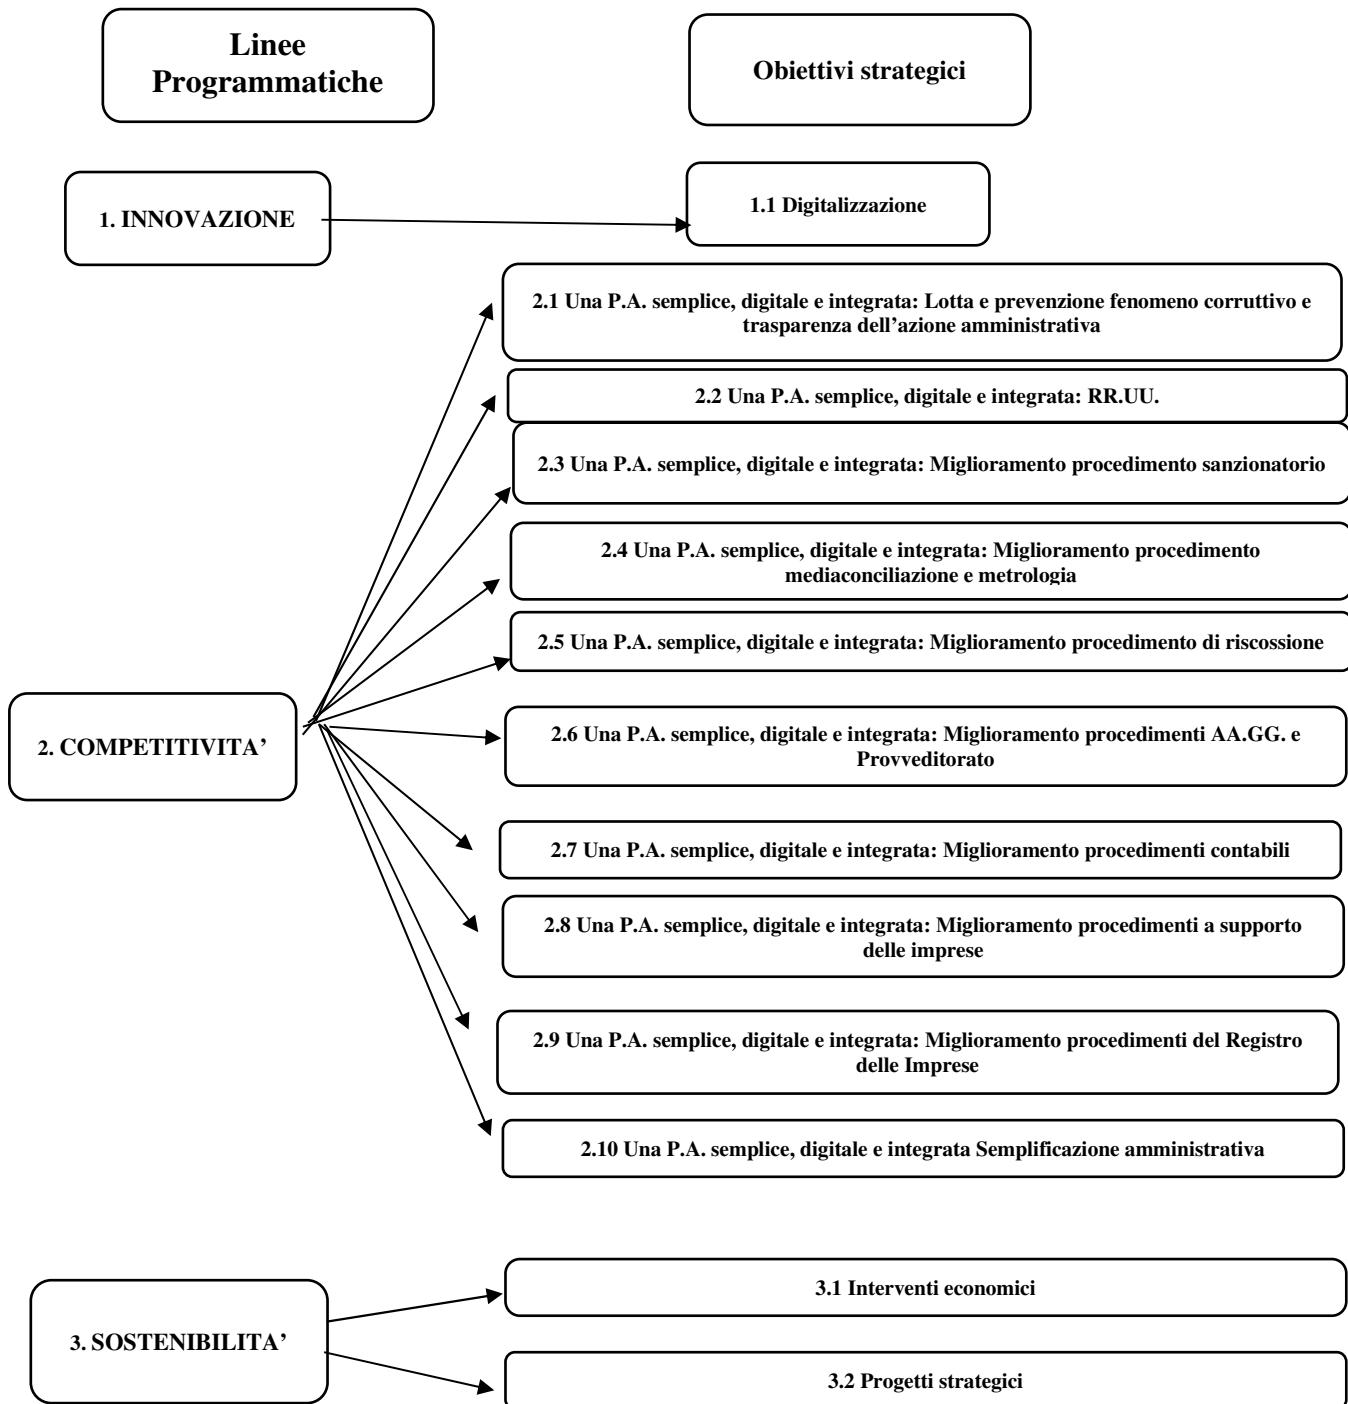 Linee
Programmatiche
Obiettivi strategici
1. INNOVAZIONE
1.1 Digitalizzazione
2.1 Una P.A. semplice, digitale e integrata: Lotta e prevenzione fenomeno corruttivo e
trasparenza dell’azione amministrativa
2.2 Una P.A. semplice, digitale e integrata: RR.UU.
2.3 Una P.A. semplice, digitale e integrata: Miglioramento procedimento sanzionatorio
2.4 Una P.A. semplice, digitale e integrata: Miglioramento procedimento
mediaconciliazione e metrologia
2.5 Una P.A. semplice, digitale e integrata: Miglioramento procedimento di riscossione
2. COMPETITIVITA’
2.6 Una P.A. semplice, digitale e integrata: Miglioramento procedimenti AA.GG. e
Provveditorato
2.7 Una P.A. semplice, digitale e integrata: Miglioramento procedimenti contabili
2.8 Una P.A. semplice, digitale e integrata: Miglioramento procedimenti a supporto
delle imprese
2.9 Una P.A. semplice, digitale e integrata: Miglioramento procedimenti del Registro
delle Imprese
2.10 Una P.A. semplice, digitale e integrata Semplificazione amministrativa
3. SOSTENIBILITA’
3.1 Interventi economici
3.2 Progetti strategici